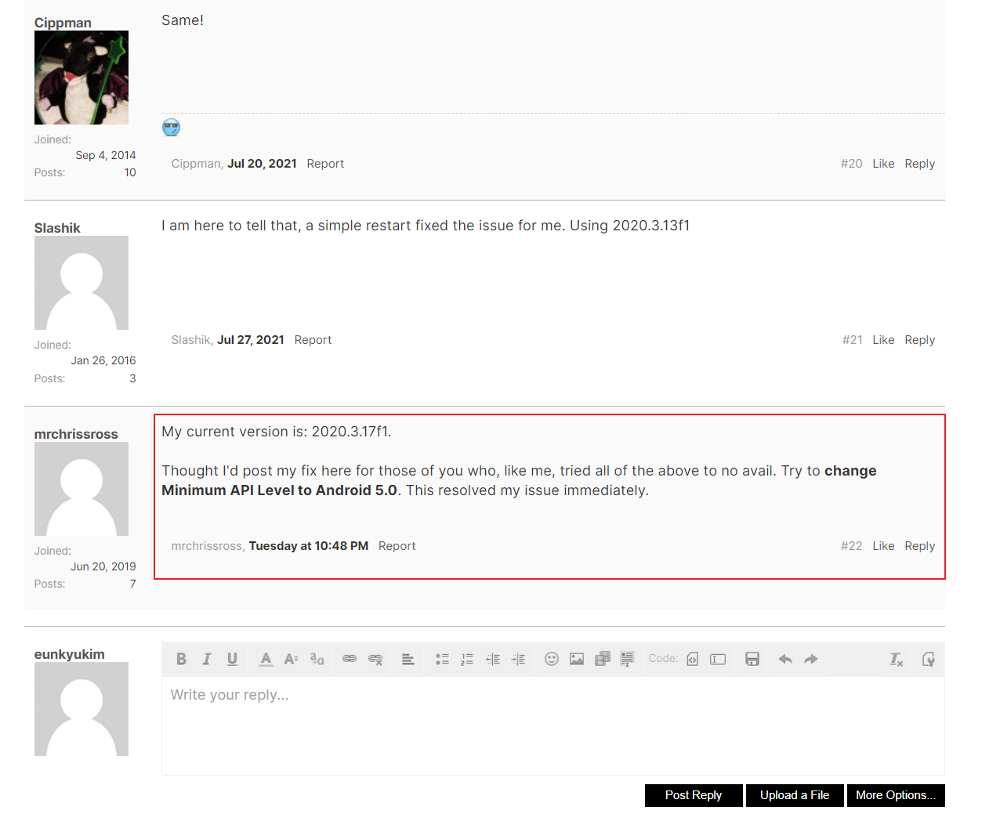 Cippman
Same!
Joined:
Sep 4, 2014
Posts: 10
Cippman, Jul 20, 2021 Report #20 Like Reply
Slashik
I am here to tell that, a simple restart fixed the issue for me. Using 2020.3.13f1
Joined:
Jan 26, 2016
Posts: 3
Slashik, Jul 27, 2021 Report #21 Like Reply
mrchrissross
My current version is: 2020.3.17f1.
Thought I'd post my fix here for those of you who, like me, tried all of the above to no avail. Try to change
Minimum API Level to Android 5.0. This resolved my issue immediately.
Joined:
Jun 20, 2019
Posts: 7
mrchrissross, Tuesday at 10:48 PM Report #22 Like Reply
eunkyukim
B I U A A a a Code:
Write your reply...
Post Reply Upload a File More Options...